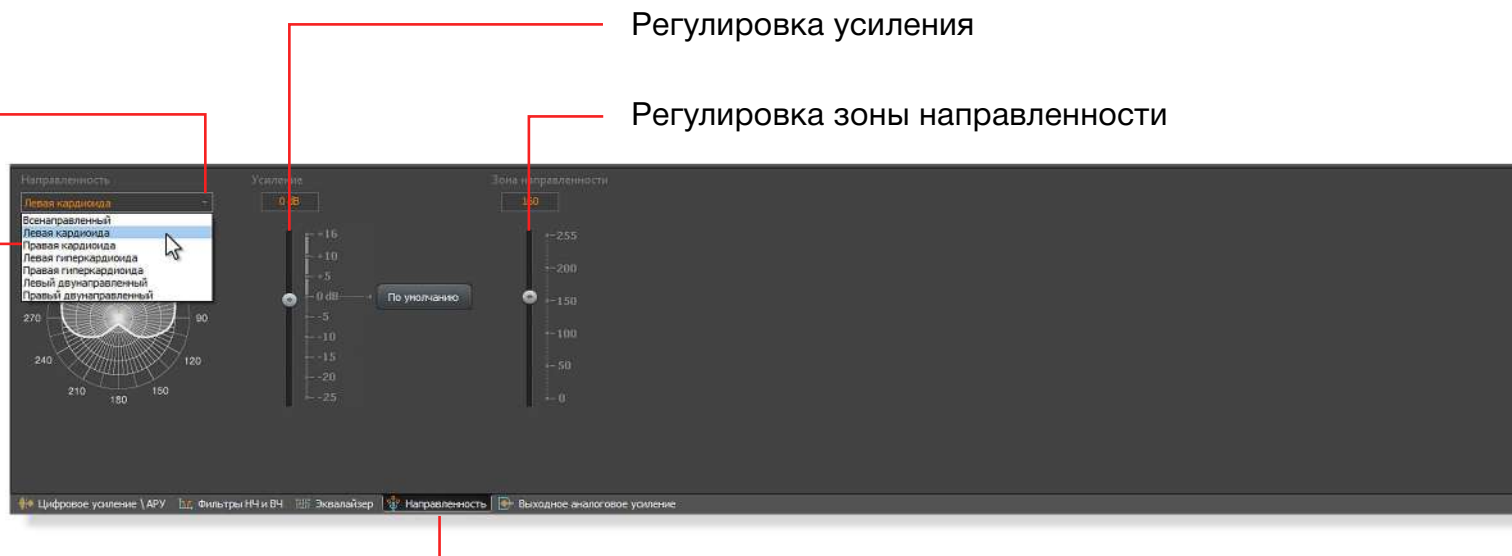 Регулировка усиления
Регулировка зоны направленности
Направленность
Левая кардиоида
Всенаправленный
Левая кардиоида
Правая кардиоида
Левая гиперкардиоида
Правая гиперкардиоида
Левый двунаправленный
Правый двунаправленный
270
90
240
120
210
150
180
Усиление
0 dB
+16
+10
+5
0 dB
-5
-10
-15
-20
-25
По умолчанию
Зона направленности
160
255
200
150
100
50
0
Цифровое усиление \ АРУ Фильтры НЧ и ВЧ Эквалайзер Направленность Выходное аналоговое усиление